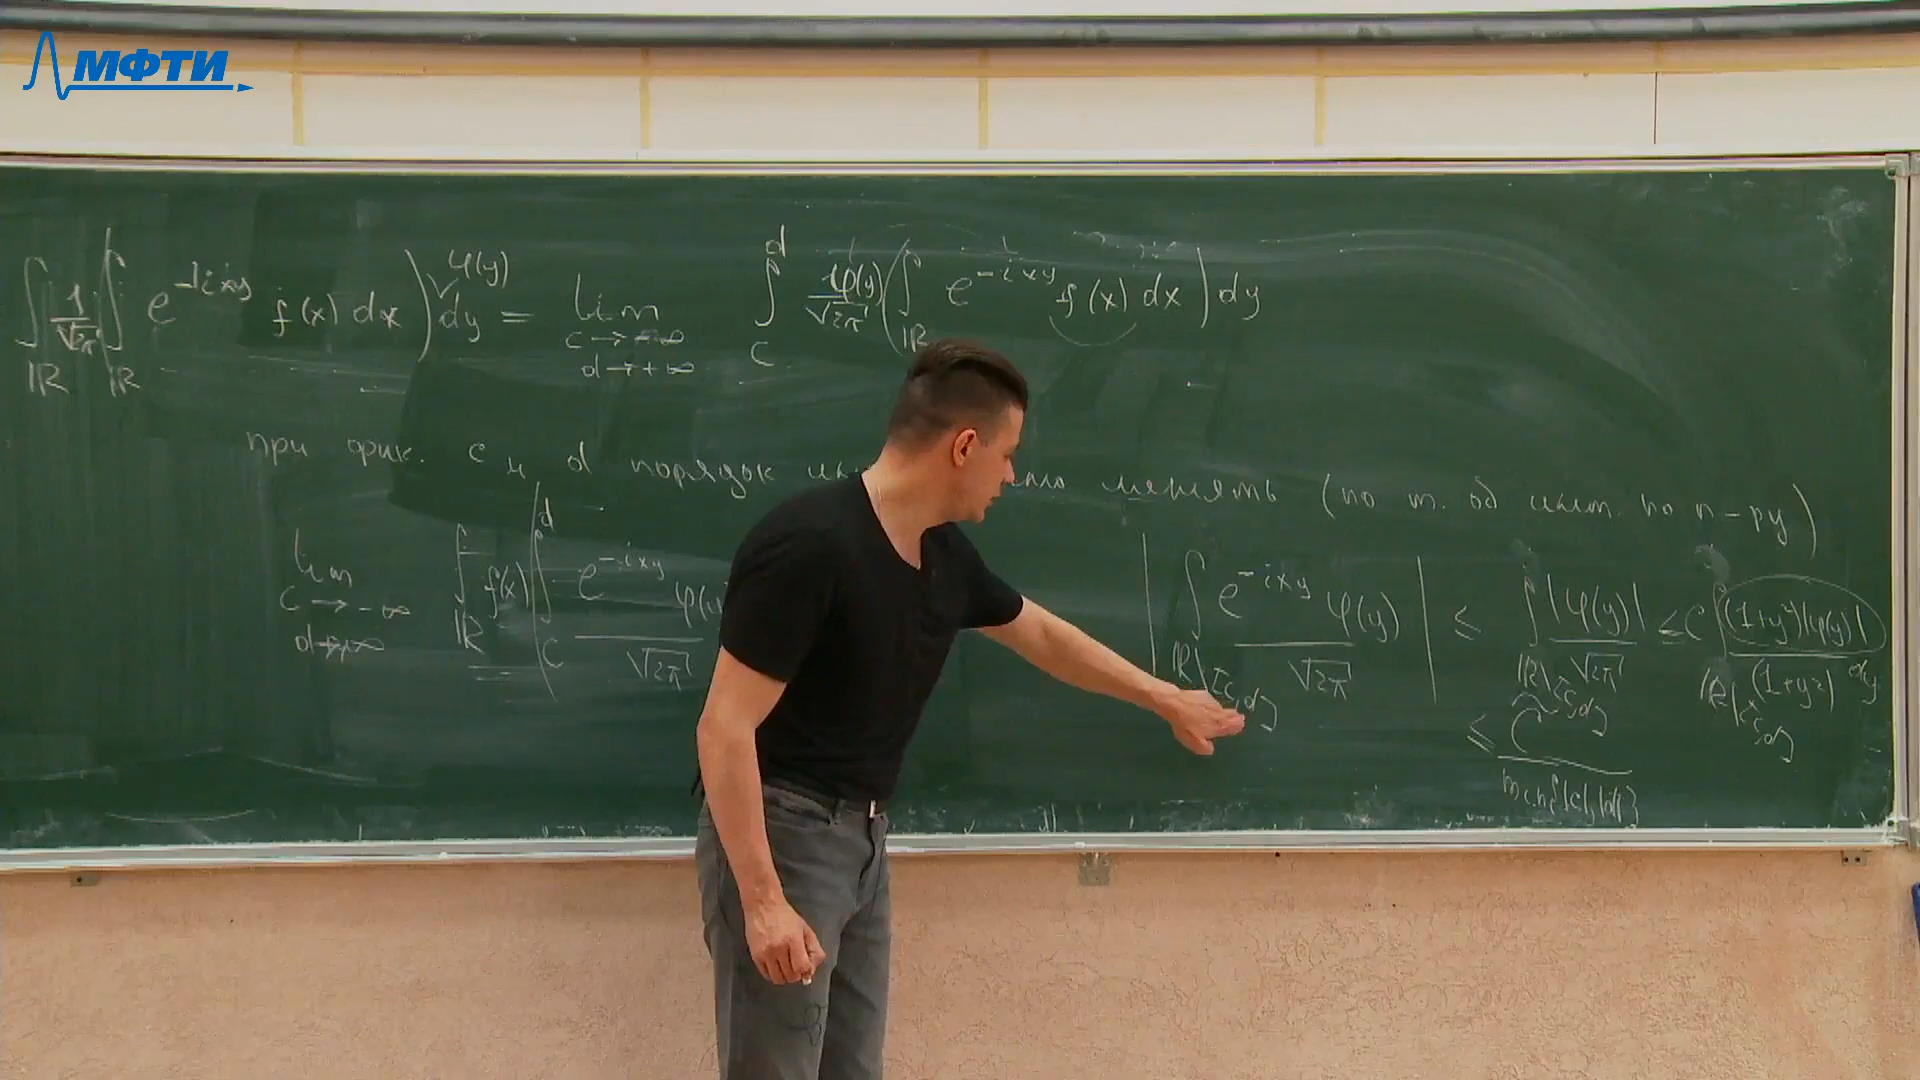 МФТИ
∫_ℝ 1/√2π ( ∫_ℝ e^{-ixy} f(x) dx ) φ(y) dy = lim_{c→-∞, d→+∞} ∫_c^d φ(y)/√2π ( ∫_ℝ e^{-ixy} f(x) dx ) dy
при фикс. c и d порядок менять (по т. об инт. по п-ру)
lim_{c→-∞, d→+∞} ∫_ℝ f(x) ( ∫_c^d e^{-ixy} φ(y)/√2π
| ∫_{ℝ\[c,d]} e^{-ixy} φ(y)/√2π | ≤ ∫_{ℝ\[c,d]} |φ(y)|/√2π ≤ C ∫_{ℝ\[c,d]} (1+y²)|φ(y)|/(1+y²) dy
≤ C̃/min{|c|,|d|}